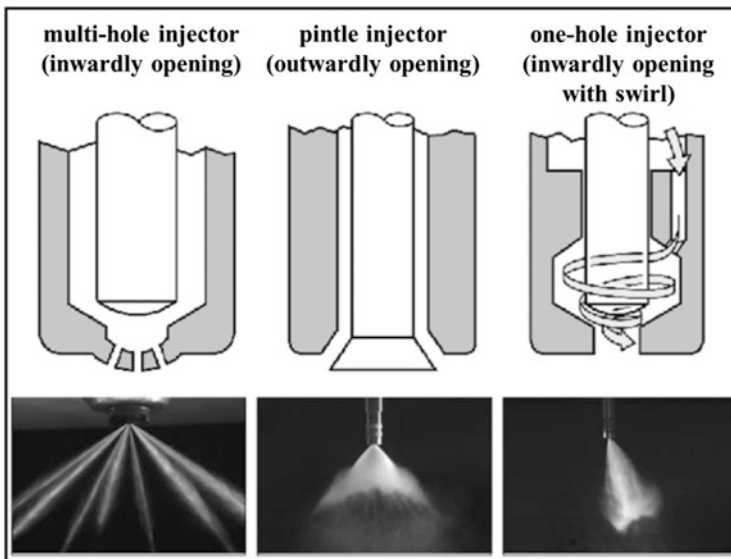 multi-hole injector
(inwardly opening)
pintle injector
(outwardly opening)
one-hole injector
(inwardly opening
with swirl)